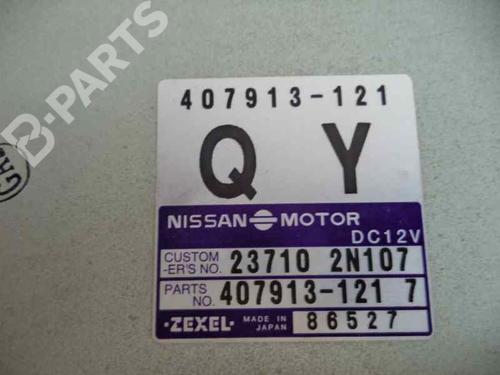 B-PARTS
407913-121
Q Y
NISSAN MOTOR
DC12V
CUSTOM -ER'S NO. 23710 2N107
PARTS NO. 407913-121 7
·ZEXEL· MADE IN JAPAN 86527